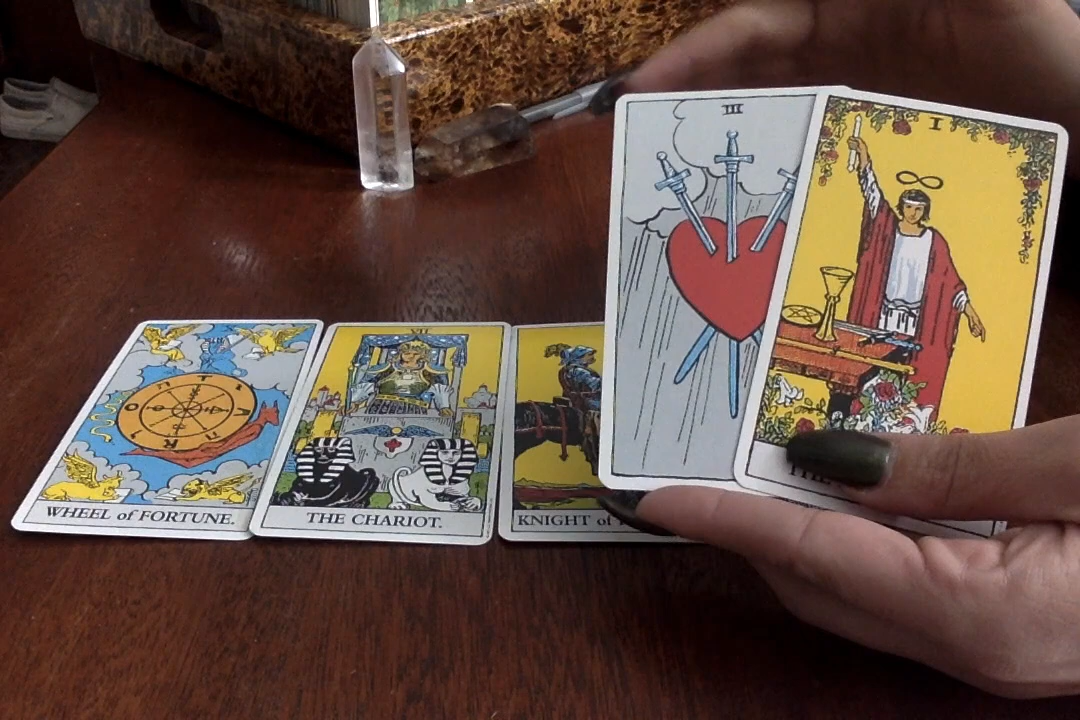 III
I
VII
WHEEL of FORTUNE.
THE CHARIOT.
KNIGHT of